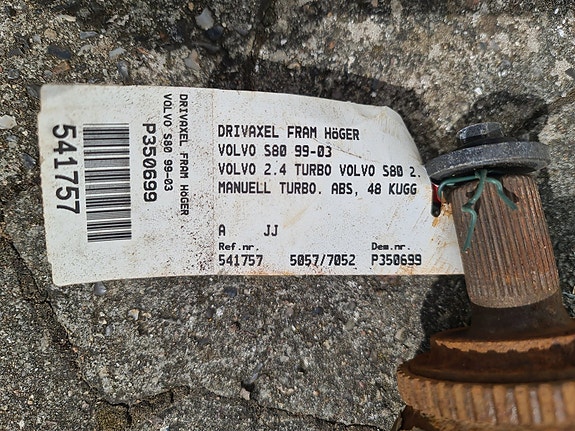 DRIVAXEL FRAM HöGER
VOLVO S80 99-03
P350699
541757
DRIVAXEL FRAM HöGER
VOLVO S80 99-03
VOLVO 2.4 TURBO VOLVO S80 2.
MANUELL TURBO. ABS, 48 KUGG
A JJ
Ref.nr. Dem.nr.
541757 5057/7052 P350699